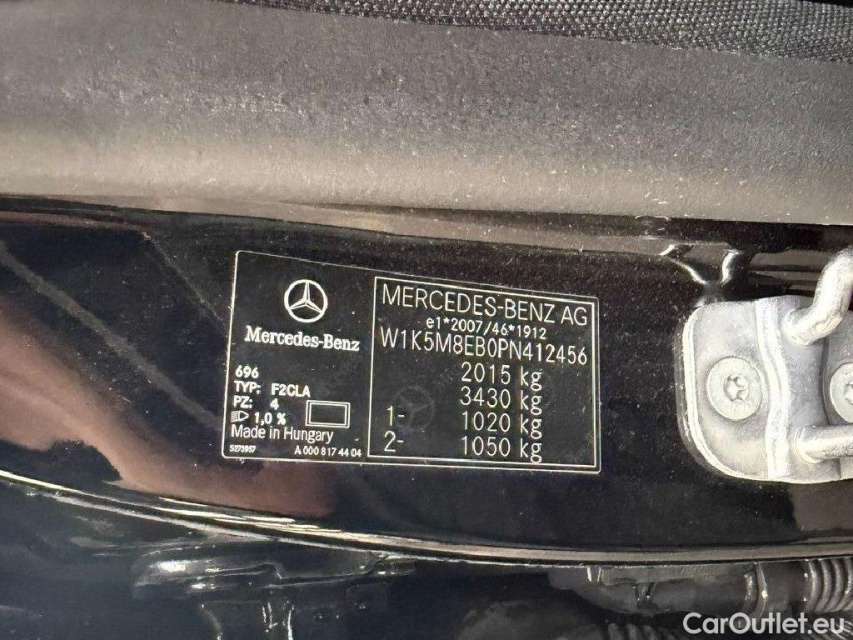 Mercedes-Benz
696
TYP: F2CLA
PZ: 4
1,0 %
Made in Hungary
S273957 A 000 817 44 04
MERCEDES-BENZ AG
e1*2007/46*1912
W1K5M8EB0PN412456
2015 kg
3430 kg
1- 1020 kg
2- 1050 kg
CarOutlet.eu